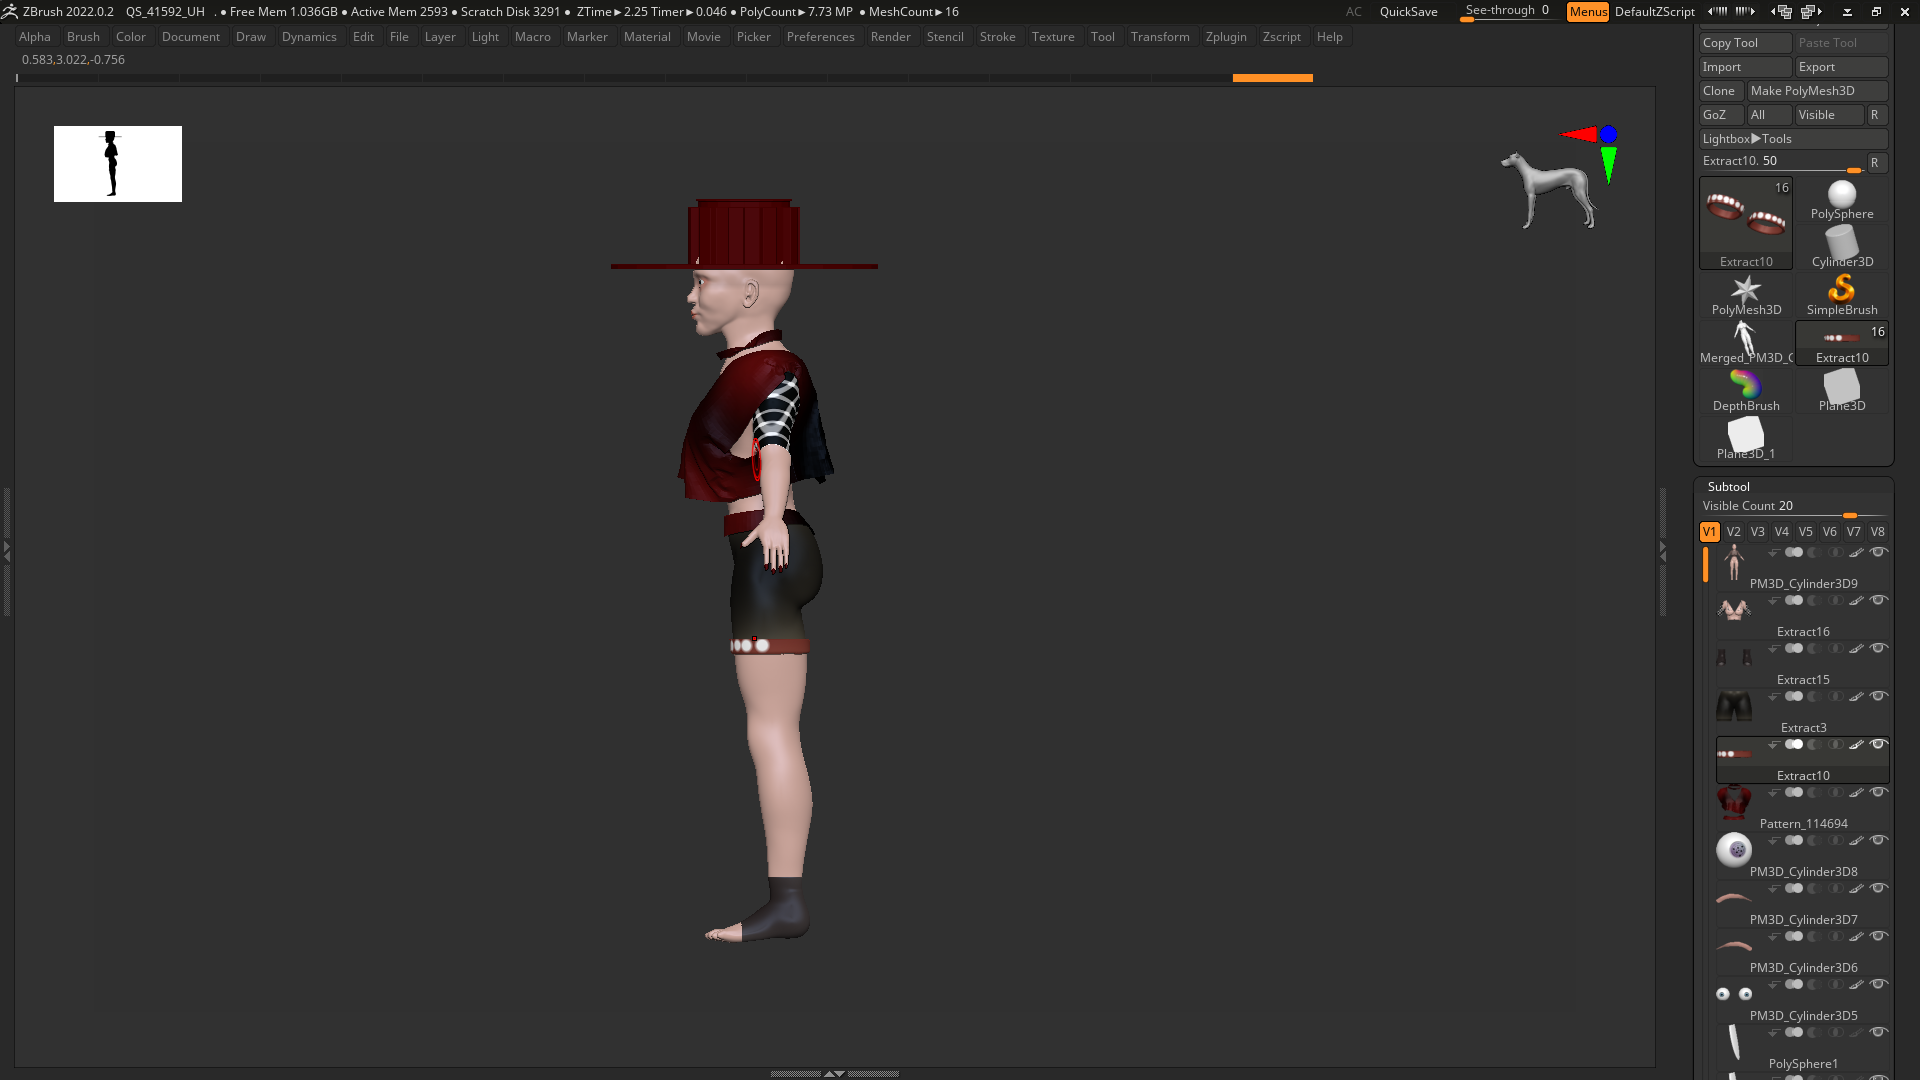 ZBrush 2022.0.2 QS_41592_UH . ● Free Mem 1.036GB ● Active Mem 2593 ● Scratch Disk 3291 ● ZTime►2.25 Timer►0.046 ● PolyCount►7.73 MP ● MeshCount►16 AC QuickSave See-through 0 Menus DefaultZScript
Alpha Brush Color Document Draw Dynamics Edit File Layer Light Macro Marker Material Movie Picker Preferences Render Stencil Stroke Texture Tool Transform Zplugin Zscript Help
0.583,3.022,-0.756
Copy Tool Paste Tool
Import Export
Clone Make PolyMesh3D
GoZ All Visible R
Lightbox►Tools
Extract10. 50 R
16
Extract10
PolySphere
Cylinder3D
PolyMesh3D SimpleBrush
16
Merged_PM3D_C Extract10
DepthBrush Plane3D
Plane3D_1
Subtool
Visible Count 20
V1 V2 V3 V4 V5 V6 V7 V8
PM3D_Cylinder3D9
Extract16
Extract15
Extract3
Extract10
Pattern_114694
PM3D_Cylinder3D8
PM3D_Cylinder3D7
PM3D_Cylinder3D6
PM3D_Cylinder3D5
PolySphere1